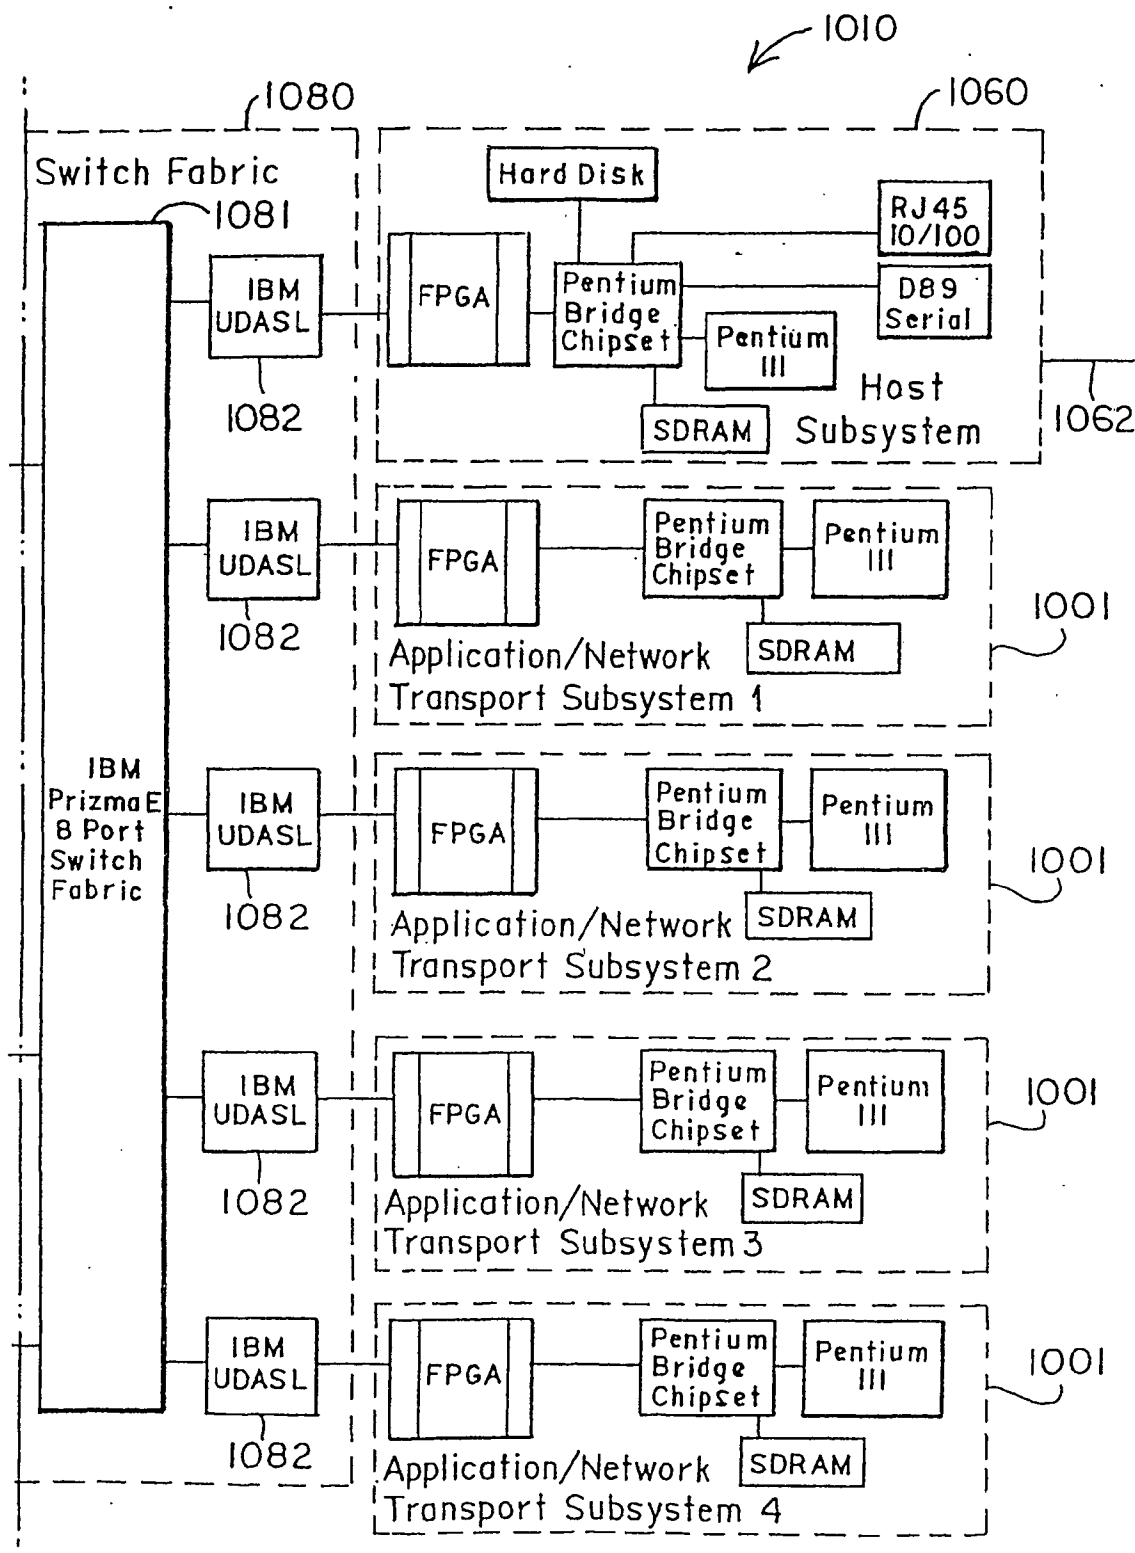 1010
1080
1060
Switch Fabric
1081
Hard Disk
RJ45
10/100
IBM
UDASL
FPGA
Pentium
Bridge
Chipset
D89
Serial
Pentium
III
1082
Host
Subsystem
1062
SDRAM
IBM
UDASL
FPGA
Pentium
Bridge
Chipset
Pentium
III
1001
1082
SDRAM
Application/Network
Transport Subsystem 1
IBM
PrizmaE
8 Port
Switch
Fabric
IBM
UDASL
FPGA
Pentium
Bridge
Chipset
Pentium
III
1001
1082
SDRAM
Application/Network
Transport Subsystem 2
IBM
UDASL
FPGA
Pentium
Bridge
Chipset
Pentium
III
1001
1082
SDRAM
Application/Network
Transport Subsystem 3
IBM
UDASL
FPGA
Pentium
Bridge
Chipset
Pentium
III
1001
1082
SDRAM
Application/Network
Transport Subsystem 4